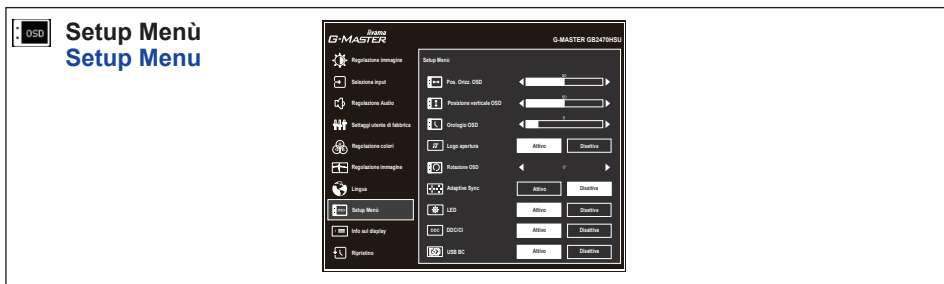 OSD
Setup Menù
Setup Menu
iiyama
G-MASTER
G-MASTER GB2470HSU
Regolazione immagine
Seleziona input
Regolazione Audio
Settaggi utente di fabbrica
Regolazione colori
Regolazione immagine
Lingua
OSD
Setup Menù
Info sul display
Ripristino
Setup Menù
Pos. Orizz. OSD
50
Posizione verticale OSD
50
Orologio OSD
Logo apertura
Attivo
Disattiva
Rotazione OSD
0°
Adaptive Sync
Attivo
Disattiva
LED
Attivo
Disattiva
DDC
DDC/CI
Attivo
Disattiva
USB BC
Attivo
Disattiva